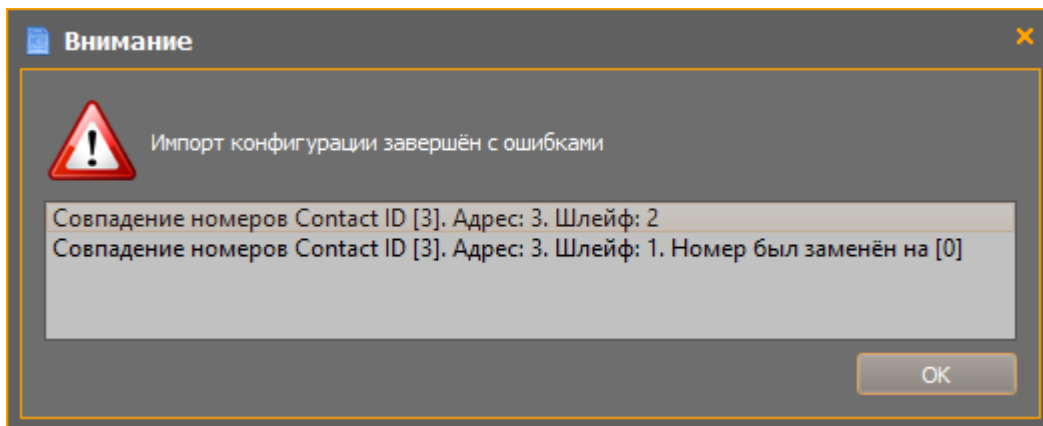 Внимание
Импорт конфигурации завершён с ошибками
Совпадение номеров Contact ID [3]. Адрес: 3. Шлейф: 2
Совпадение номеров Contact ID [3]. Адрес: 3. Шлейф: 1. Номер был заменён на [0]
OK